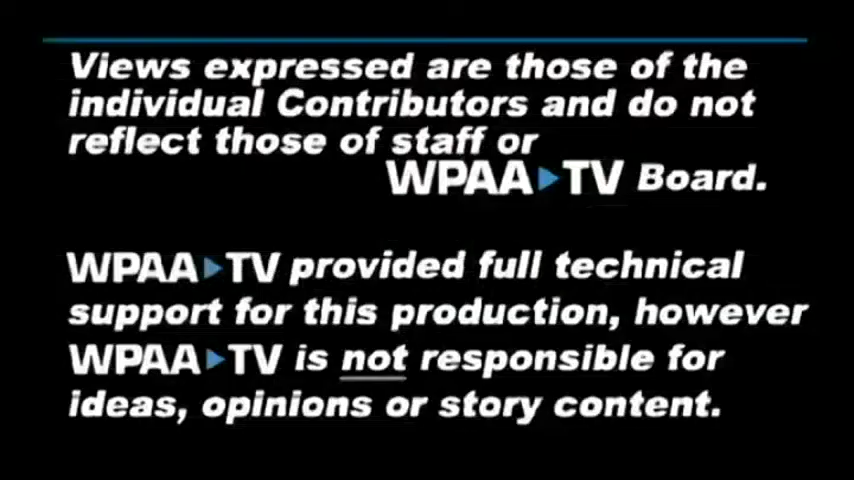 Views expressed are those of the
individual Contributors and do not
reflect those of staff or
WPAA TV Board.
WPAA TV provided full technical
support for this production, however
WPAA TV is not responsible for
ideas, opinions or story content.